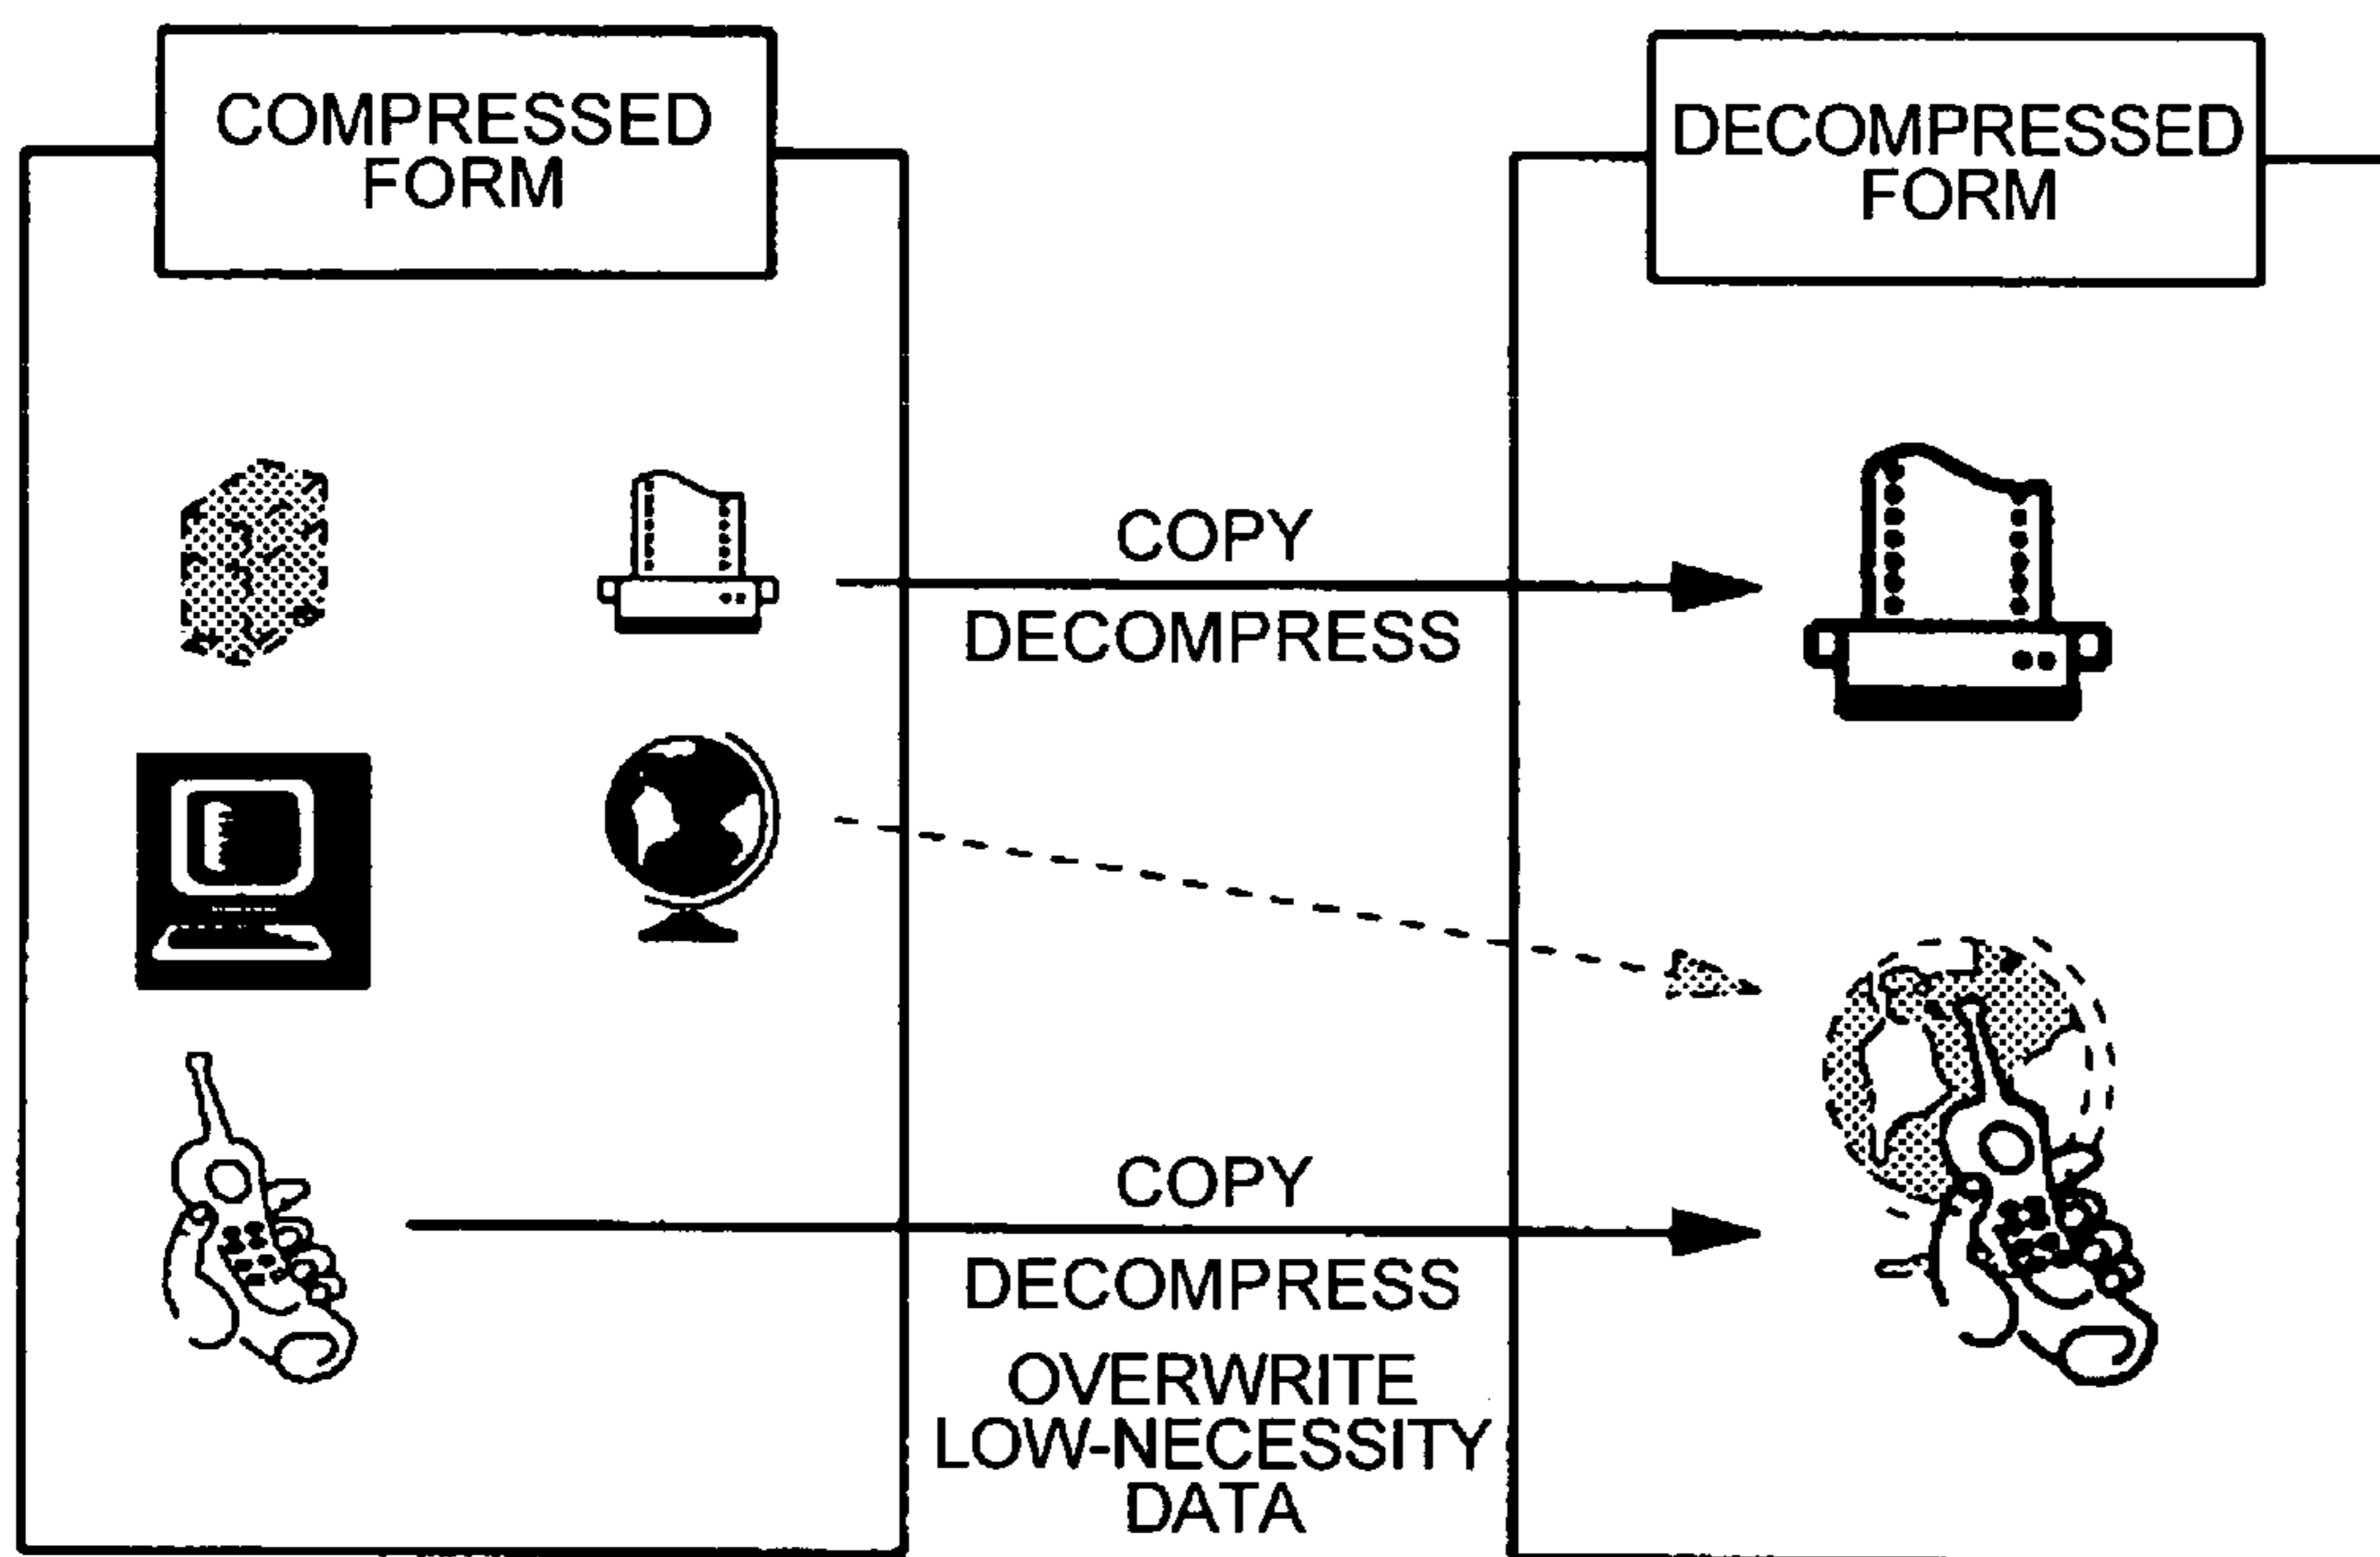 COMPRESSED
FORM
DECOMPRESSED
FORM
COPY
DECOMPRESS
COPY
DECOMPRESS
OVERWRITE
LOW-NECESSITY
DATA